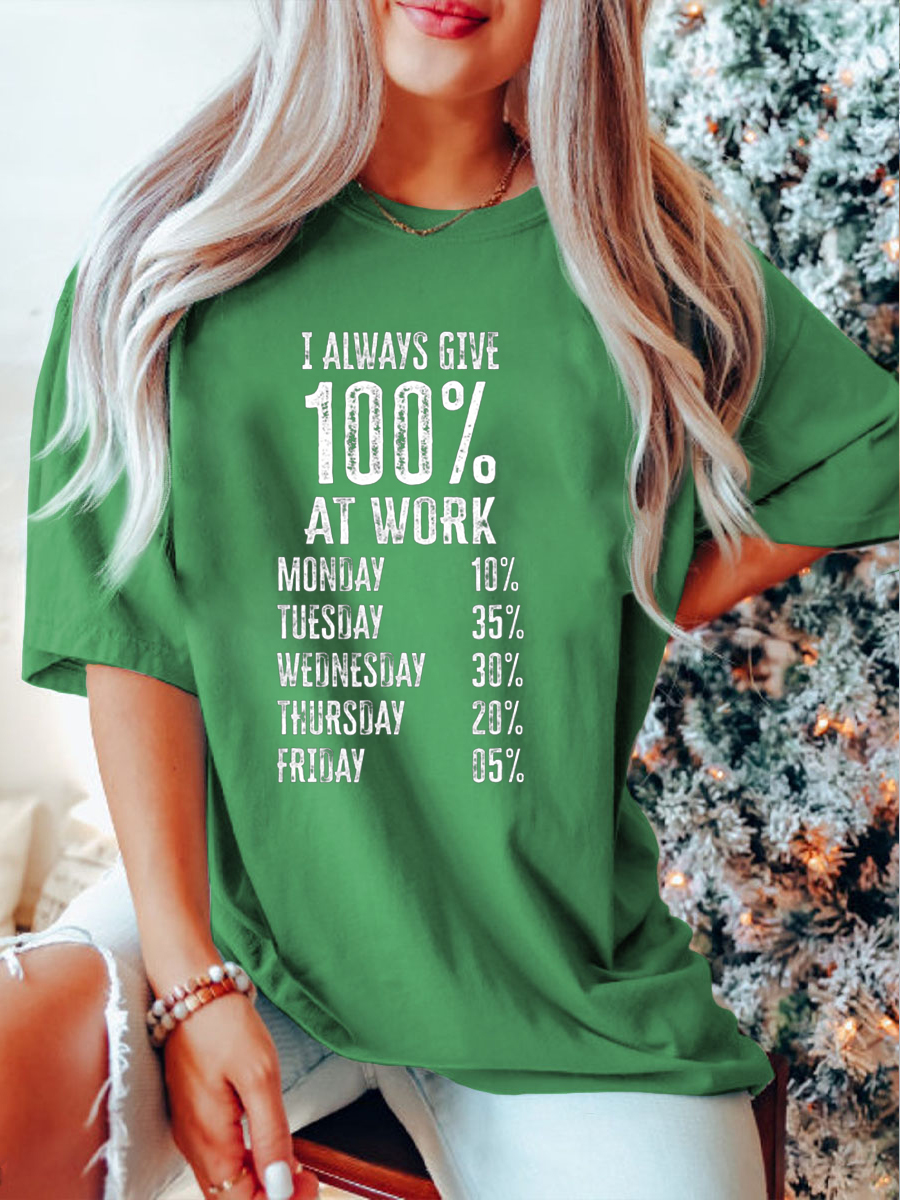 I ALWAYS GIVE
100%
AT WORK
MONDAY 10%
TUESDAY 35%
WEDNESDAY 30%
THURSDAY 20%
FRIDAY 05%